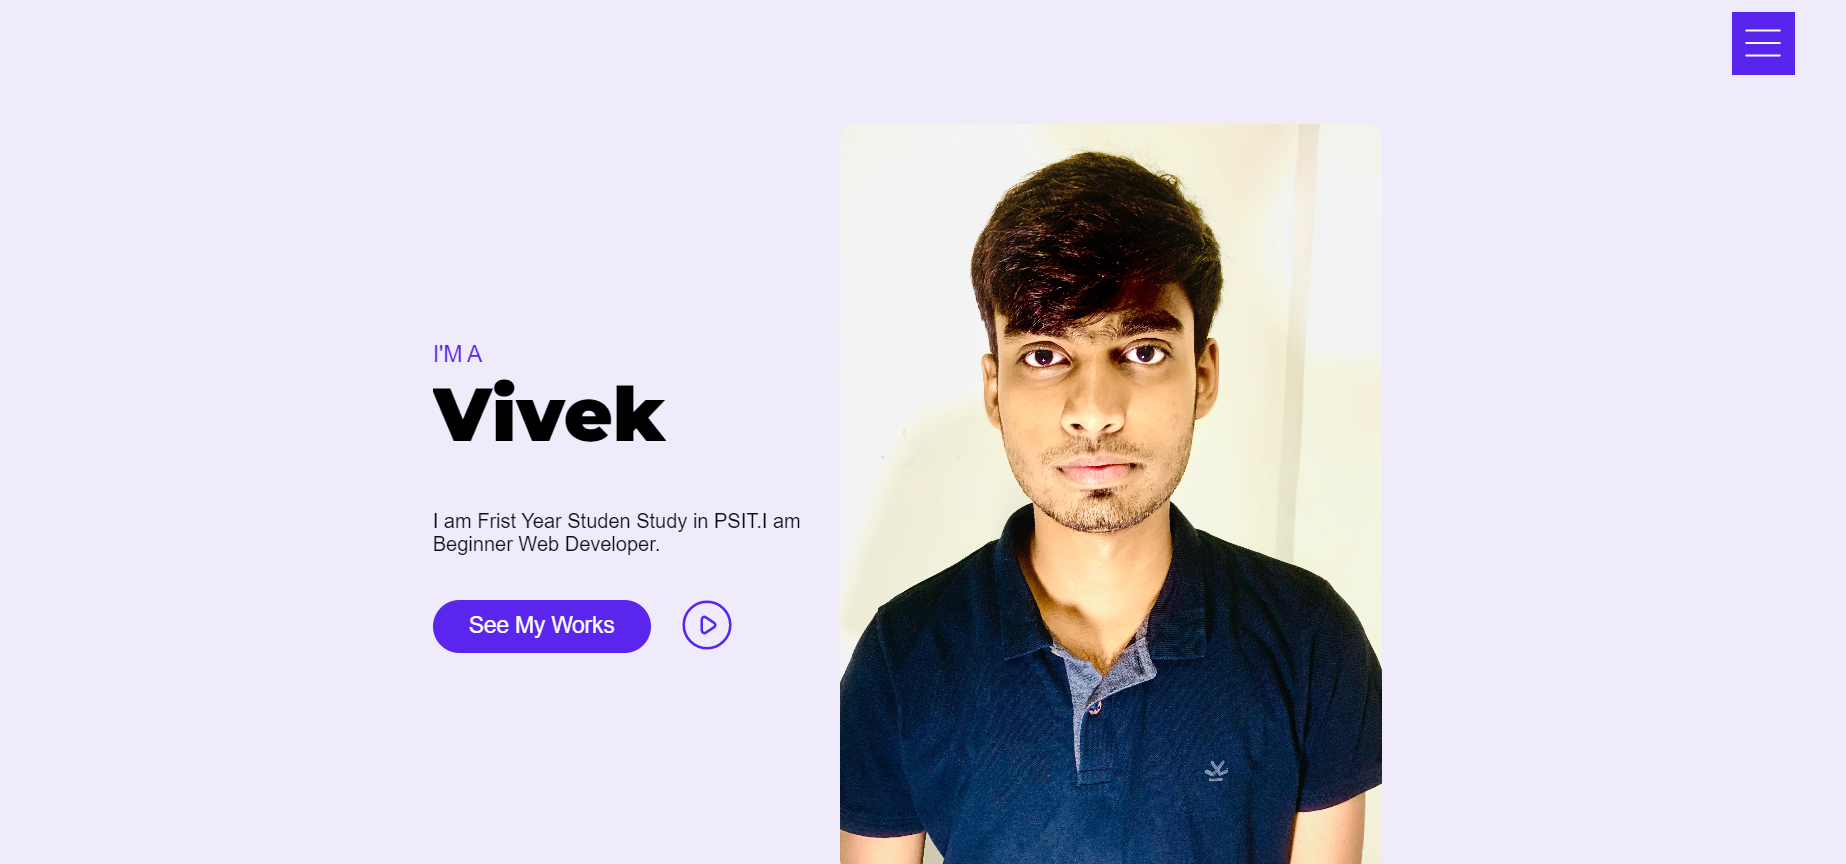 I'M A
Vivek
I am Frist Year Studen Study in PSIT.I am
Beginner Web Developer.
See My Works